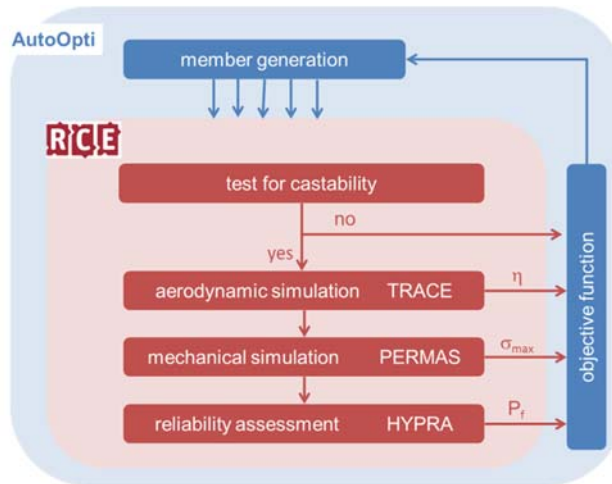 AutoOpti
member generation
RCE
test for castability
no
yes
aerodynamic simulation TRACE
η
mechanical simulation PERMAS
σmax
reliability assessment HYPRA
Pf
objective function